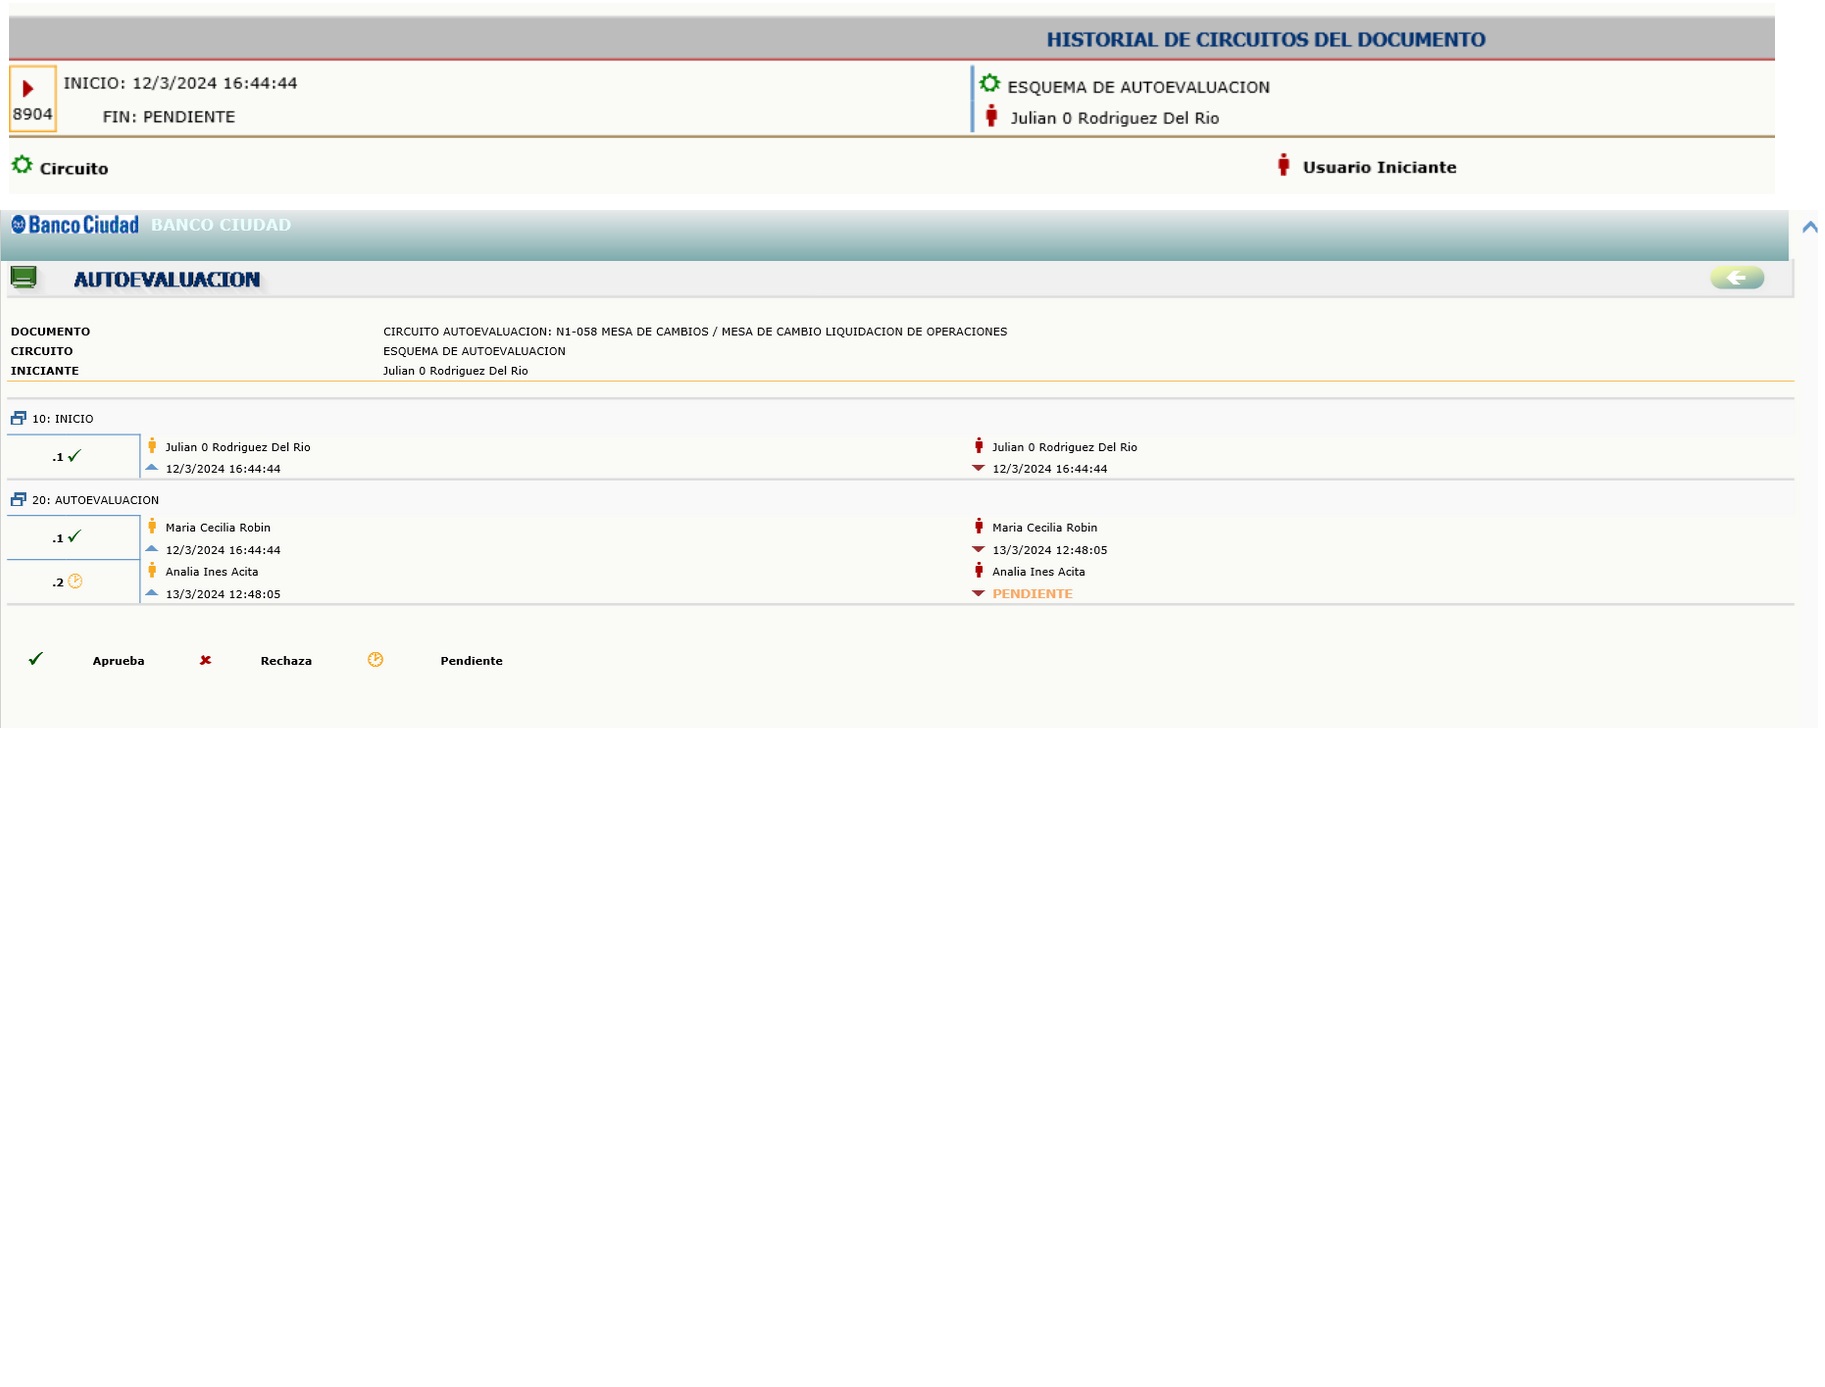 HISTORIAL DE CIRCUITOS DEL DOCUMENTO
INICIO: 12/3/2024 16:44:44
ESQUEMA DE AUTOEVALUACION
8904
FIN: PENDIENTE
Julian 0 Rodriguez Del Rio
Circuito
Usuario Iniciante
Banco Ciudad BANCO CIUDAD
AUTOEVALUACION
DOCUMENTO CIRCUITO AUTOEVALUACION: N1-058 MESA DE CAMBIOS / MESA DE CAMBIO LIQUIDACION DE OPERACIONES
CIRCUITO ESQUEMA DE AUTOEVALUACION
INICIANTE Julian 0 Rodriguez Del Rio
10: INICIO
.1
Julian 0 Rodriguez Del Rio Julian 0 Rodriguez Del Rio
12/3/2024 16:44:44 12/3/2024 16:44:44
20: AUTOEVALUACION
.1
Maria Cecilia Robin Maria Cecilia Robin
12/3/2024 16:44:44 13/3/2024 12:48:05
.2
Analia Ines Acita Analia Ines Acita
13/3/2024 12:48:05 PENDIENTE
Aprueba Rechaza Pendiente